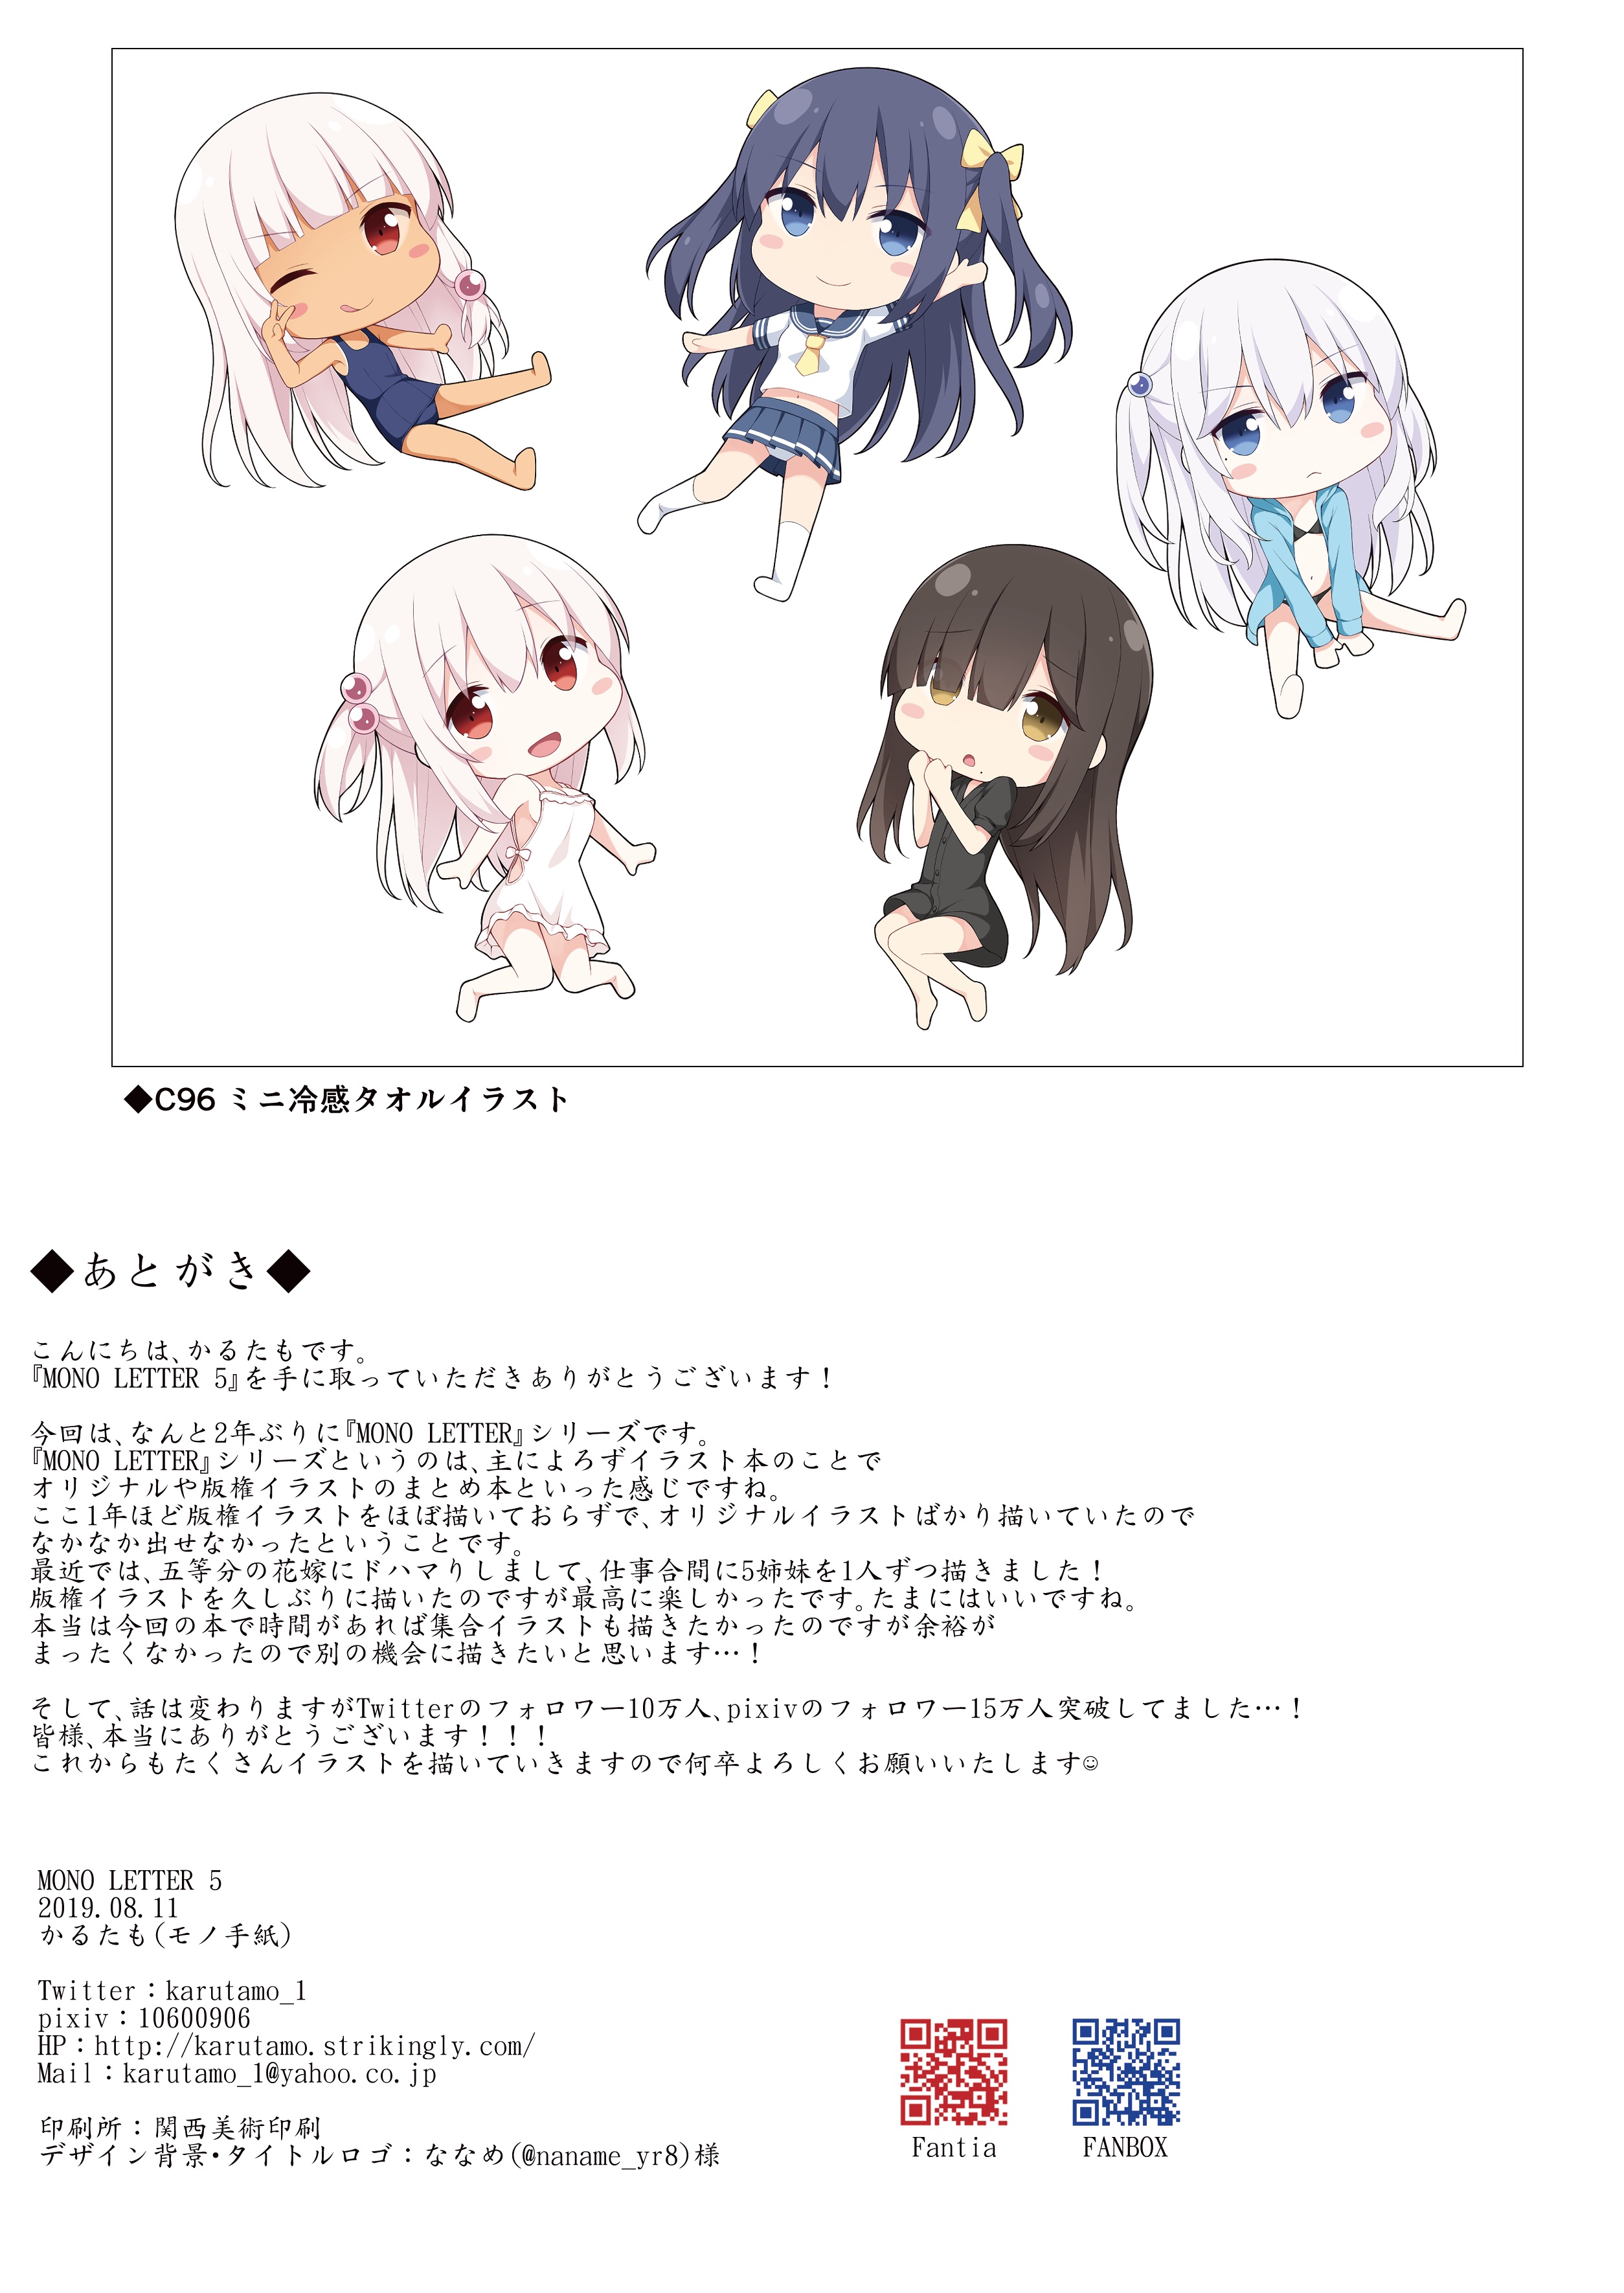 ◆C96 ミニ冷感タオルイラスト
◆あとがき◆
こんにちは、かるたもです。
『MONO LETTER 5』を手に取っていただきありがとうございます！
今回は、なんと2年ぶりに『MONO LETTER』シリーズです。
『MONO LETTER』シリーズというのは、主によろずイラスト本のことで
オリジナルや版権イラストのまとめ本といった感じですね。
ここ1年ほど版権イラストをほぼ描いておらずで、オリジナルイラストばかり描いていたので
なかなか出せなかったということです。
最近では、五等分の花嫁にドハマりしまして、仕事合間に5姉妹を1人ずつ描きました！
版権イラストを久しぶりに描いたのですが最高に楽しかったです。たまにはいいですね。
本当は今回の本で時間があれば集合イラストも描きたかったのですが余裕が
まったくなかったので別の機会に描きたいと思います…！
そして、話は変わりますがTwitterのフォロワー10万人、pixivのフォロワー15万人突破してました…！
皆様、本当にありがとうございます！！！
これからもたくさんイラストを描いていきますので何卒よろしくお願いいたします☺
MONO LETTER 5
2019.08.11
かるたも(モノ手紙)
Twitter：karutamo_1
pixiv：10600906
HP：http://karutamo.strikingly.com/
Mail：karutamo_1@yahoo.co.jp
印刷所：関西美術印刷
デザイン背景・タイトルロゴ：ななめ(@naname_yr8)様
Fantia
FANBOX